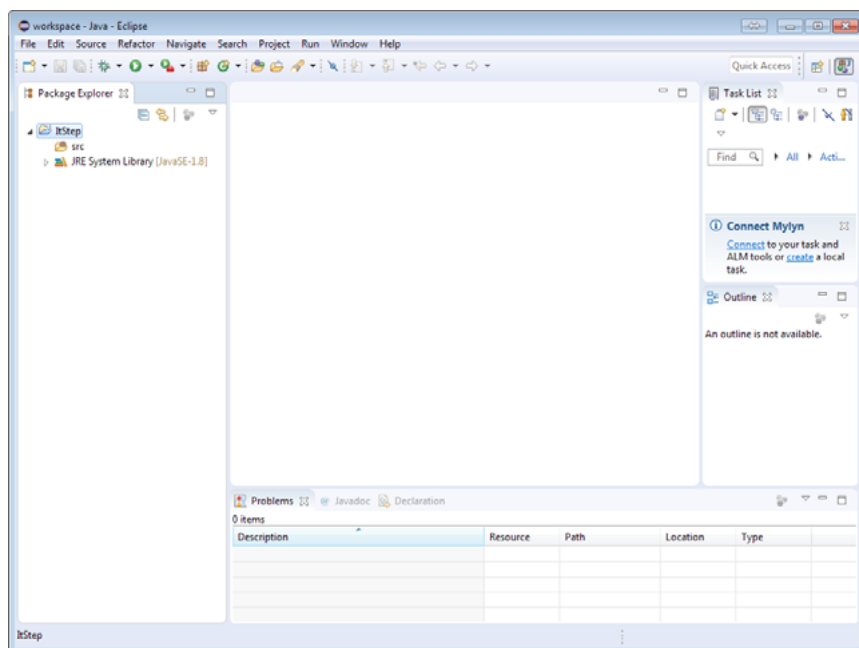 workspace - Java - Eclipse
File Edit Source Refactor Navigate Search Project Run Window Help
Quick Access
Package Explorer
ItStep
src
JRE System Library [JavaSE-1.8]
Task List
Find All Acti...
Connect Mylyn
Connect to your task and
ALM tools or create a local
task.
Outline
An outline is not available.
Problems Javadoc Declaration
0 items
Description Resource Path Location Type
ItStep